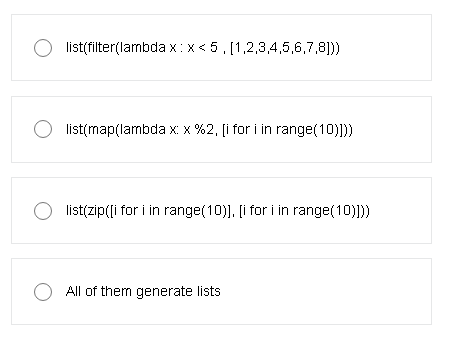 list(filter(lambda x : x < 5 , [1,2,3,4,5,6,7,8]))
list(map(lambda x: x %2, [i for i in range(10)]))
list(zip([i for i in range(10)], [i for i in range(10)]))
All of them generate lists